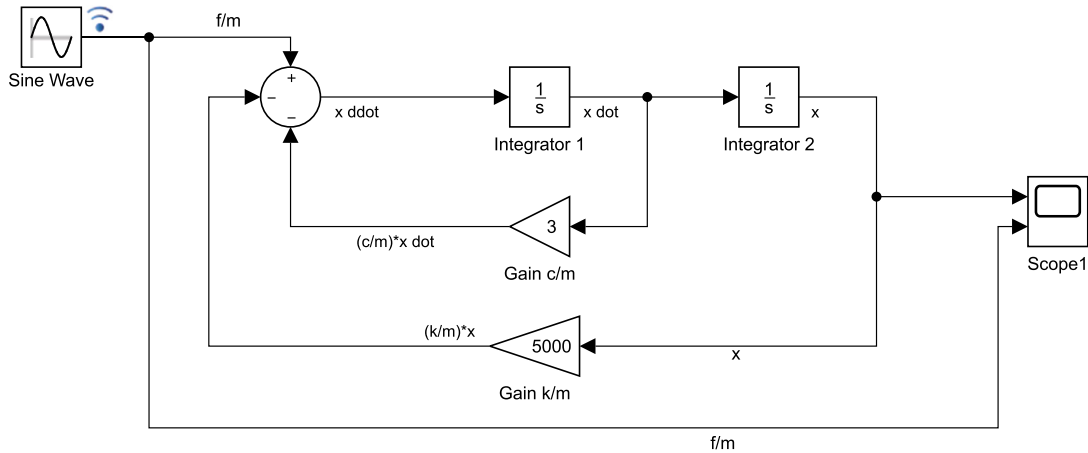 f/m
Sine Wave
+
−
−
x ddot
1
s
Integrator 1
x dot
1
s
Integrator 2
x
3
(c/m)*x dot
Gain c/m
Scope1
(k/m)*x
5000
x
Gain k/m
f/m